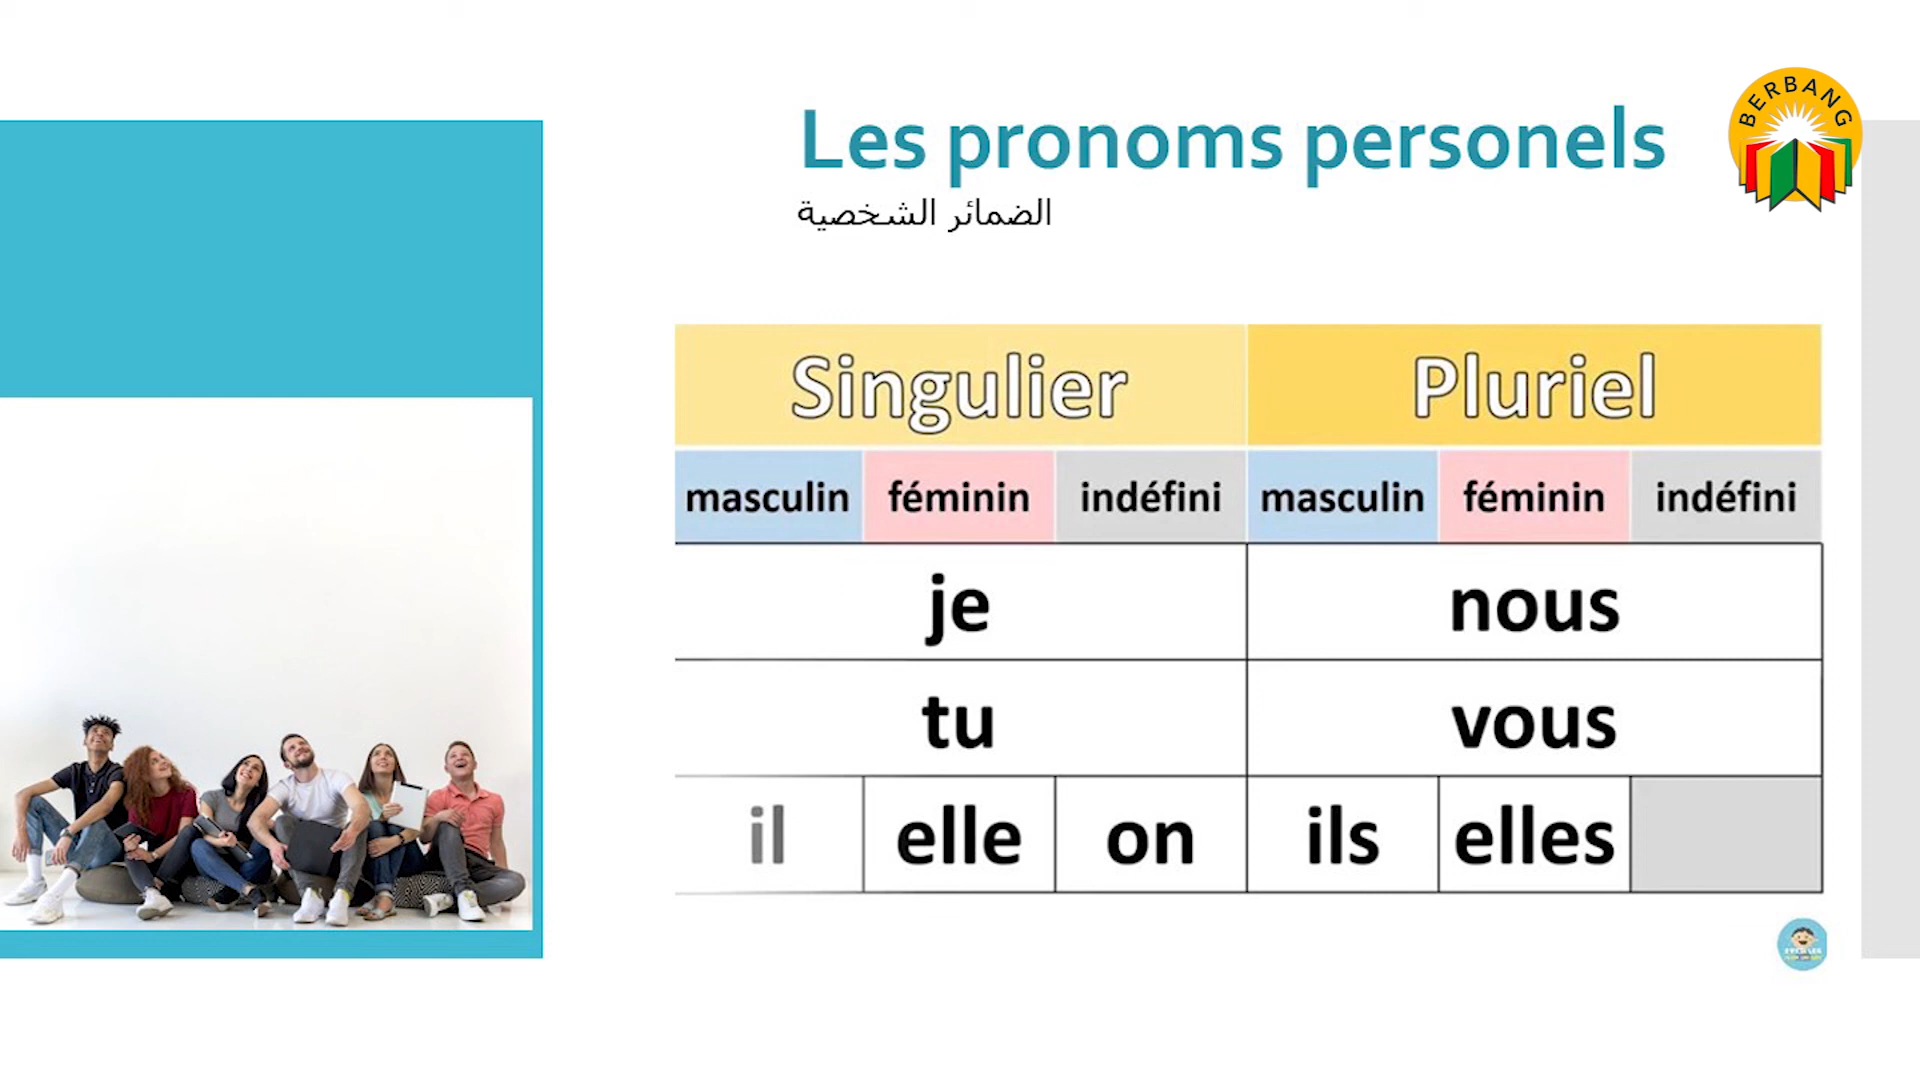 BERBANG
Les pronoms personels
الضمائر الشخصية
Singulier Pluriel
masculin féminin indéfini masculin féminin indéfini
je nous
tu vous
il elle on ils elles